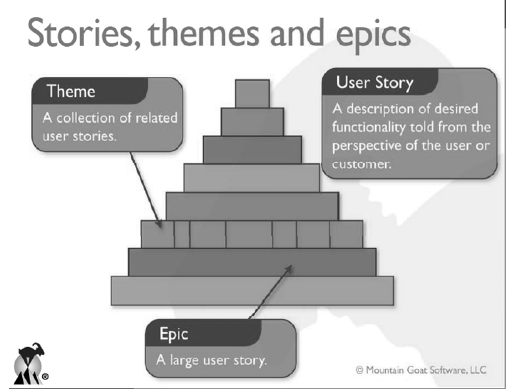 Stories, themes and epics
Theme
A collection of related
user stories.
User Story
A description of desired
functionality told from the
perspective of the user or
customer.
Epic
A large user story.
®
© Mountain Goat Software, LLC